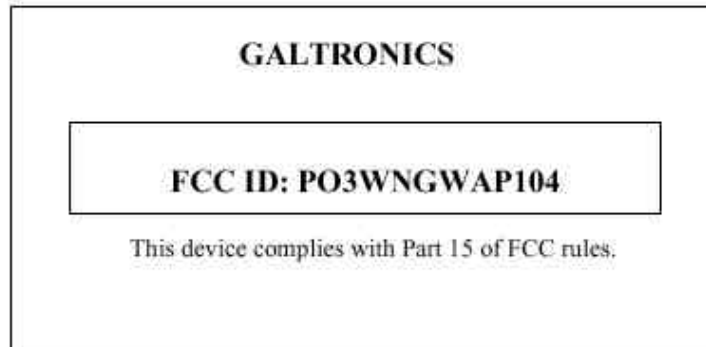 GALTRONICS
FCC ID: PO3WNGWAP104
This device complies with Part 15 of FCC rules.